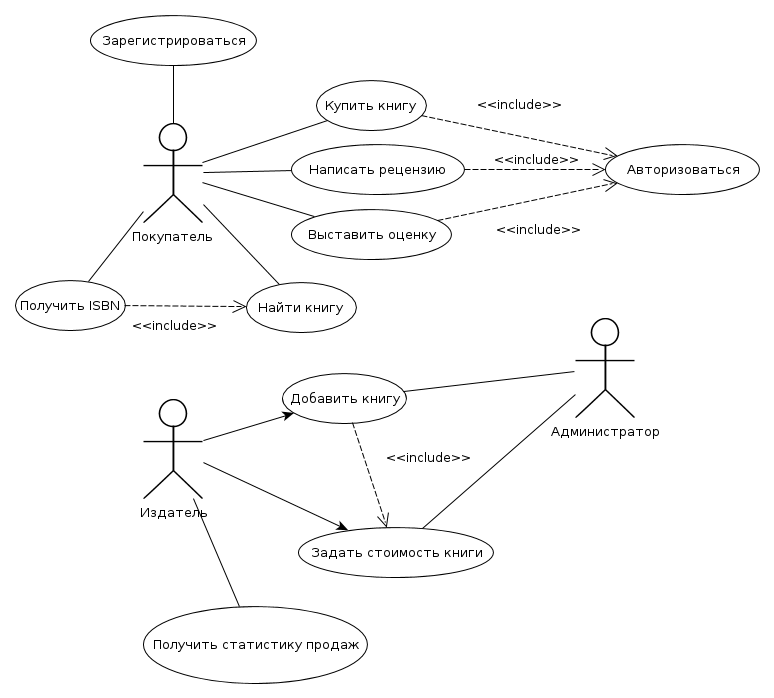 Зарегистрироваться
Купить книгу
<<include>>
Написать рецензию
<<include>>
Авторизоваться
Выставить оценку
<<include>>
Покупатель
Получить ISBN
<<include>>
Найти книгу
Добавить книгу
Администратор
<<include>>
Издатель
Задать стоимость книги
Получить статистику продаж